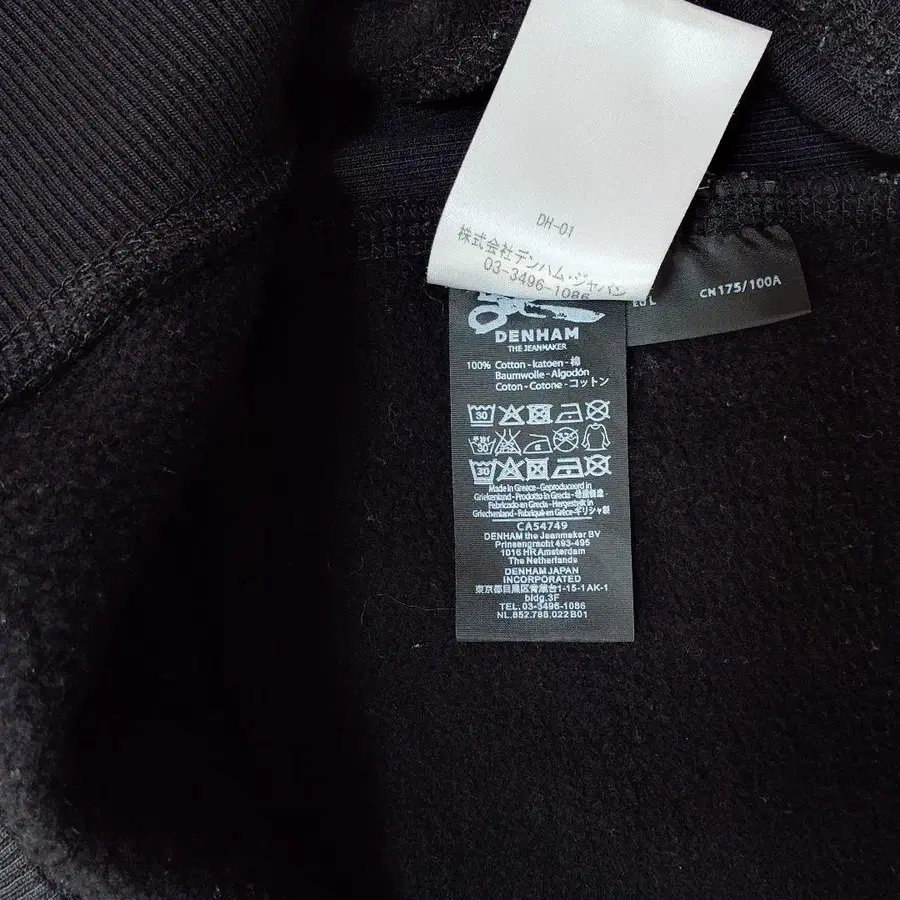 DH-01
株式会社デンハム・ジャパン
03-3496-1086
EU L CN 175/100A
DENHAM
THE JEANMAKER
100% Cotton - katoen - 棉
Baumwolle - Algodón
Coton - Cotone - コットン
30
30
30
Made in Greece - Geproduceerd in
Griekenland - Prodotto in Grecia - 希腊制造
Fabricado en Grecia - Hergestellt in
Griechenland - Fabriqué en Grèce - ギリシャ製
CA54749
DENHAM the Jeanmaker BV
Prinsengracht 493-495
1016 HR Amsterdam
The Netherlands
DENHAM JAPAN
INCORPORATED
東京都目黒区青葉台1-15-1 AK-1
bldg.3F
TEL.03-3496-1086
NL.852.788.022B01